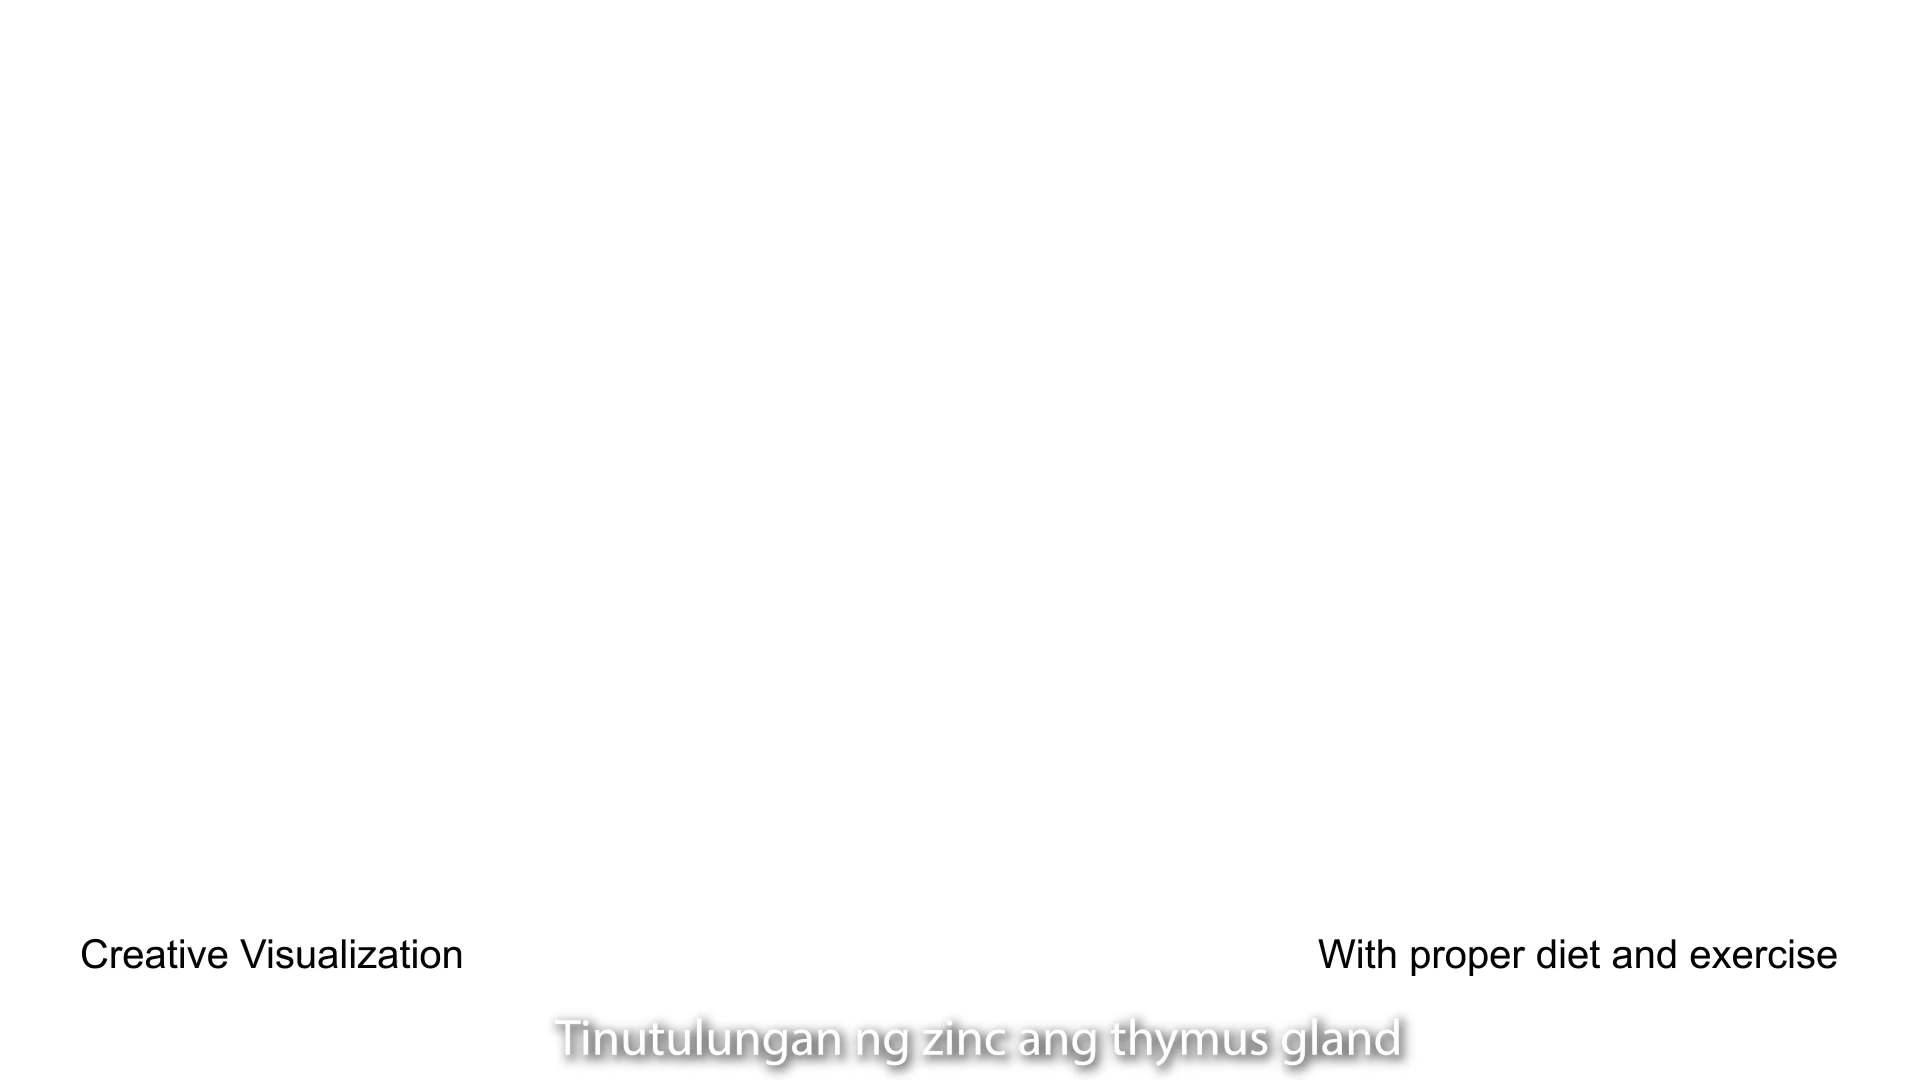 Creative Visualization
With proper diet and exercise
Tinutulungan ng zinc ang thymus gland